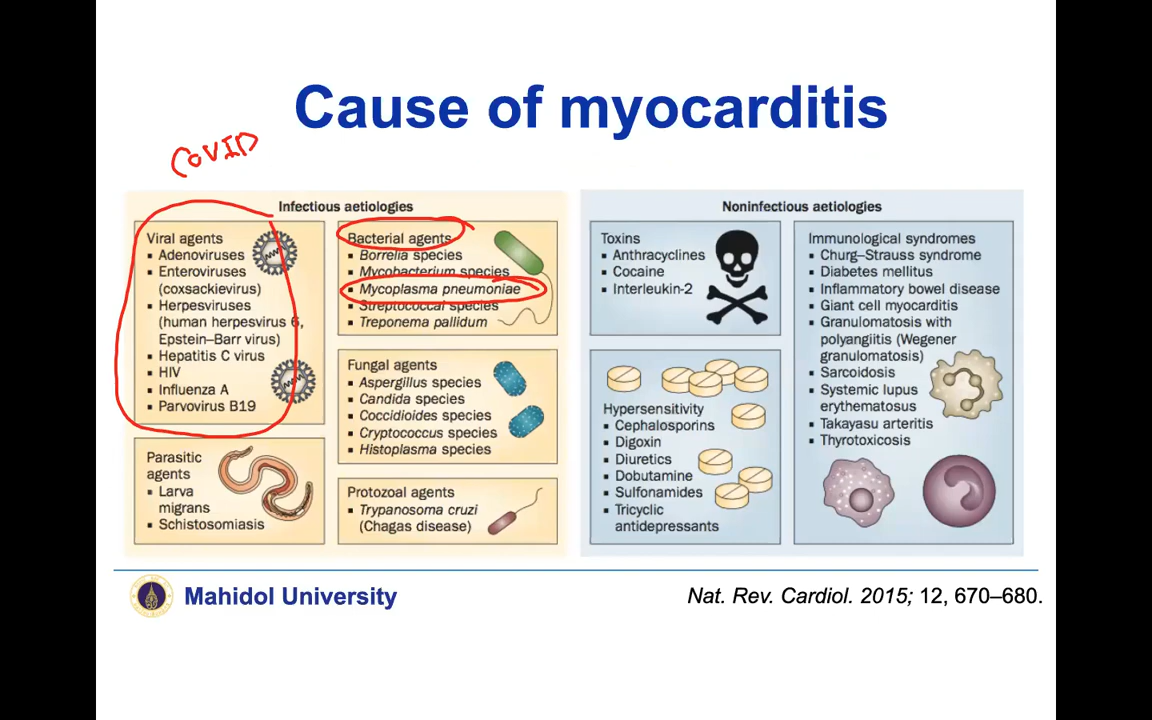 Cause of myocarditis
COVID
Infectious aetiologies
Viral agents
▪ Adenoviruses
▪ Enteroviruses
(coxsackievirus)
▪ Herpesviruses
(human herpesvirus 6,
Epstein–Barr virus)
▪ Hepatitis C virus
▪ HIV
▪ Influenza A
▪ Parvovirus B19
Parasitic
agents
▪ Larva
migrans
▪ Schistosomiasis
Bacterial agents
▪ Borrelia species
▪ Mycobacterium species
▪ Mycoplasma pneumoniae
▪ Streptococcal species
▪ Treponema pallidum
Fungal agents
▪ Aspergillus species
▪ Candida species
▪ Coccidioides species
▪ Cryptococcus species
▪ Histoplasma species
Protozoal agents
▪ Trypanosoma cruzi
(Chagas disease)
Noninfectious aetiologies
Toxins
▪ Anthracyclines
▪ Cocaine
▪ Interleukin-2
Hypersensitivity
▪ Cephalosporins
▪ Digoxin
▪ Diuretics
▪ Dobutamine
▪ Sulfonamides
▪ Tricyclic
antidepressants
Immunological syndromes
▪ Churg–Strauss syndrome
▪ Diabetes mellitus
▪ Inflammatory bowel disease
▪ Giant cell myocarditis
▪ Granulomatosis with
polyangiitis (Wegener
granulomatosis)
▪ Sarcoidosis
▪ Systemic lupus
erythematosus
▪ Takayasu arteritis
▪ Thyrotoxicosis
Mahidol University
Nat. Rev. Cardiol. 2015; 12, 670–680.